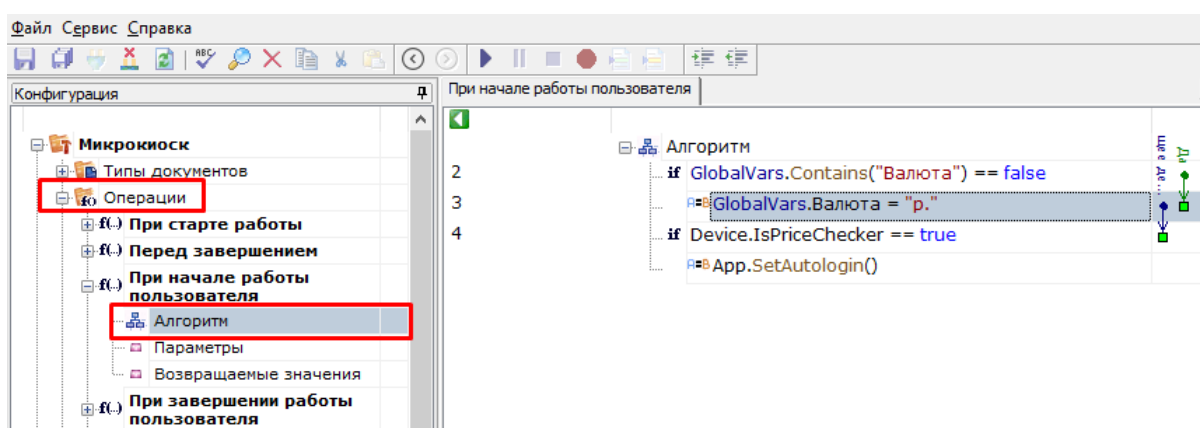 Файл Сервис Справка
ABC
Конфигурация
При начале работы пользователя
Микрокиоск
Типы документов
Операции
f(..) При старте работы
f(..) Перед завершением
f(..) При начале работы
пользователя
Алгоритм
Параметры
Возвращаемые значения
f(..) При завершении работы
пользователя
Алгоритм
2 if GlobalVars.Contains("Валюта") == false
3 A=B GlobalVars.Валюта = "р."
4 if Device.IsPriceChecker == true
A=B App.SetAutologin()
Да